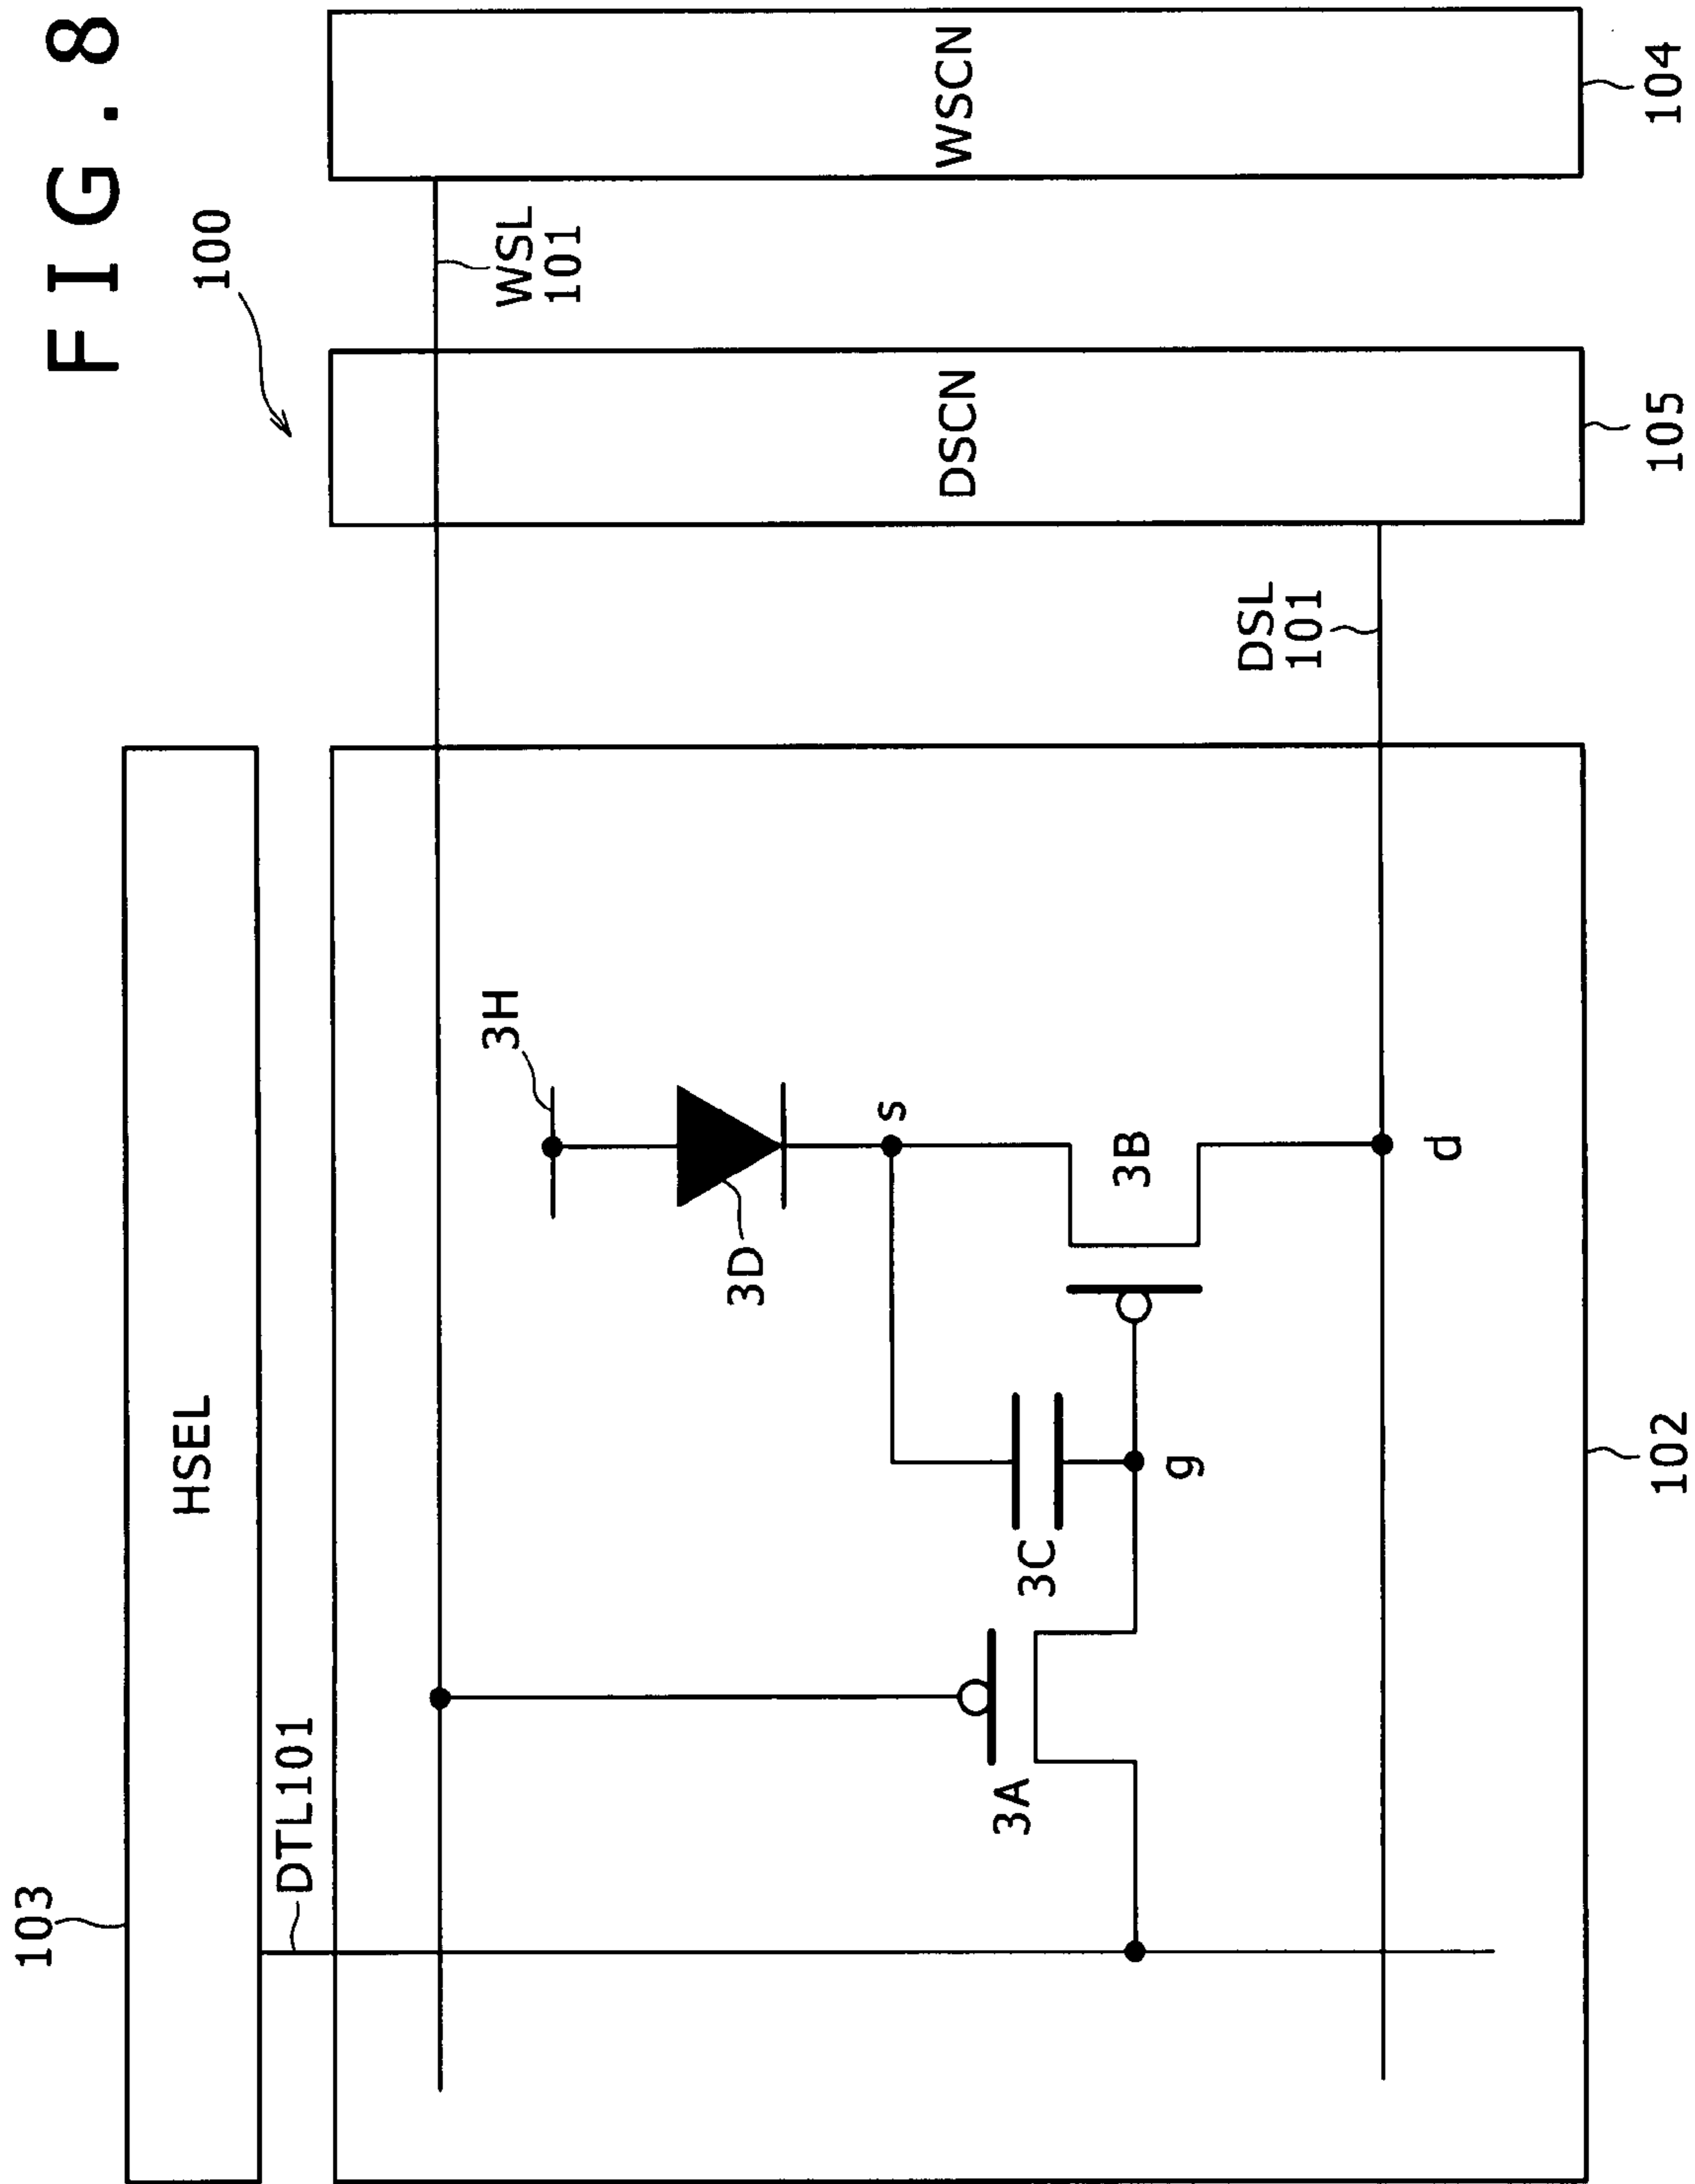 FIG.8
100
103
HSEL
DTL101
WSL
101
3H
3D
s
3B
3C
g
3A
d
DSL
101
DSCN
WSCN
102
105
104